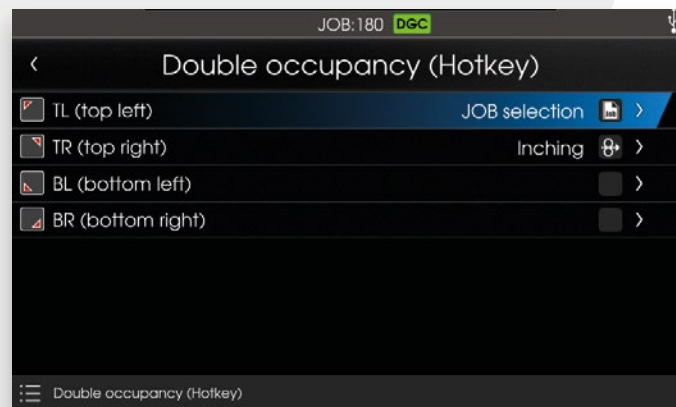 JOB:180 DGC
Double occupancy (Hotkey)
TL (top left) JOB selection Job
TR (top right) Inching
BL (bottom left)
BR (bottom right)
Double occupancy (Hotkey)